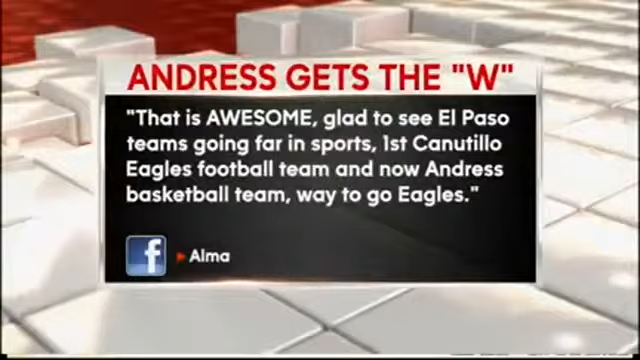 ANDRESS GETS THE "W"
"That is AWESOME, glad to see El Paso
teams going far in sports, 1st Canutillo
Eagles football team and now Andress
basketball team, way to go Eagles."
f
Alma